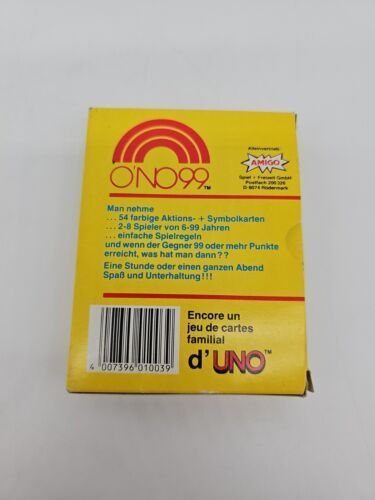 Alleinvertrieb:
AMIGO
Spiel + Freizeit GmbH
Postfach 200 326
D-6074 Rödermark
O'NO99™
Man nehme
... 54 farbige Aktions- + Symbolkarten
... 2-8 Spieler von 6-99 Jahren
... einfache Spielregeln
und wenn der Gegner 99 oder mehr Punkte
erreicht, was hat man dann??
Eine Stunde oder einen ganzen Abend
Spaß und Unterhaltung!!!
Encore un
jeu de cartes
familial
d'UNO™
4 007396 010039